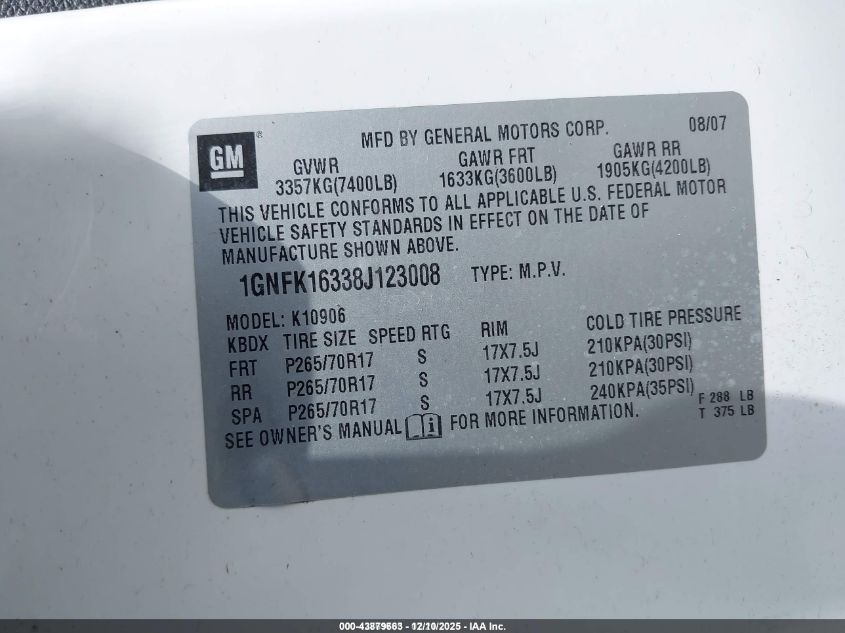 GM®
MFD BY GENERAL MOTORS CORP. 08/07
GVWR GAWR FRT GAWR RR
3357KG(7400LB) 1633KG(3600LB) 1905KG(4200LB)
THIS VEHICLE CONFORMS TO ALL APPLICABLE U.S. FEDERAL MOTOR
VEHICLE SAFETY STANDARDS IN EFFECT ON THE DATE OF
MANUFACTURE SHOWN ABOVE.
1GNFK16338J123008 TYPE: M.P.V.
MODEL: K10906
KBDX TIRE SIZE SPEED RTG RIM COLD TIRE PRESSURE
FRT P265/70R17 S 17X7.5J 210KPA(30PSI)
RR P265/70R17 S 17X7.5J 210KPA(30PSI)
SPA P265/70R17 S 17X7.5J 240KPA(35PSI)
F 288 LB
T 375 LB
SEE OWNER'S MANUAL FOR MORE INFORMATION.
000-43879663 - 12/10/2025 - IAA Inc.